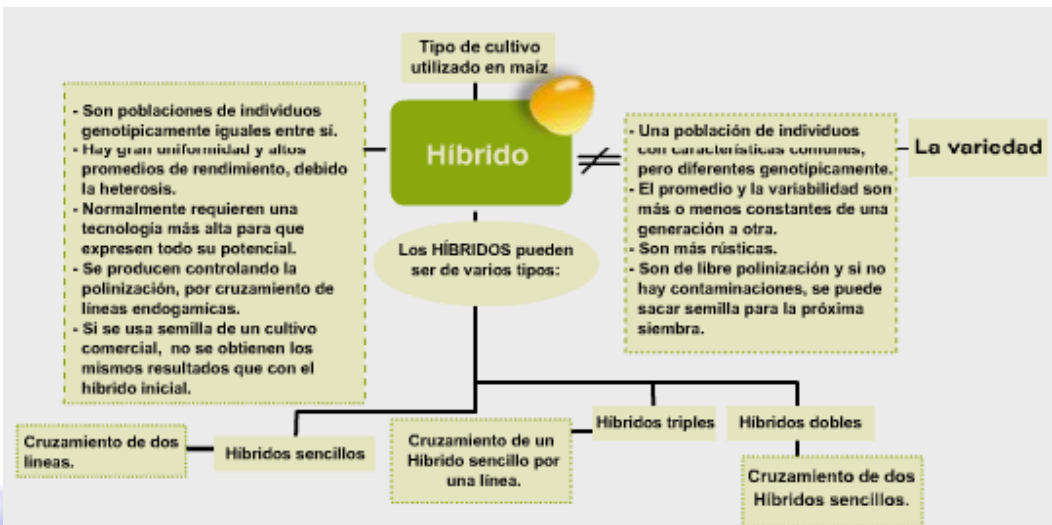 Tipo de cultivo
utilizado en maíz
Híbrido
- Son poblaciones de individuos
genotípicamente iguales entre sí.
- Hay gran uniformidad y altos
promedios de rendimiento, debido
la heterosis.
- Normalmente requieren una
tecnología más alta para que
expresen todo su potencial.
- Se producen controlando la
polinización, por cruzamiento de
líneas endogamicas.
- Si se usa semilla de un cultivo
comercial, no se obtienen los
mismos resultados que con el
híbrido inicial.
- Una población de individuos
con características comunes,
pero diferentes genotípicamente.
- El promedio y la variabilidad son
más o menos constantes de una
generación a otra.
- Son más rústicas.
- Son de libre polinización y si no
hay contaminaciones, se puede
sacar semilla para la próxima
siembra.
La variedad
Los HÍBRIDOS pueden
ser de varios tipos:
Cruzamiento de dos
líneas.
Híbridos sencillos
Cruzamiento de un
Híbrido sencillo por
una línea.
Híbridos triples
Híbridos dobles
Cruzamiento de dos
Híbridos sencillos.